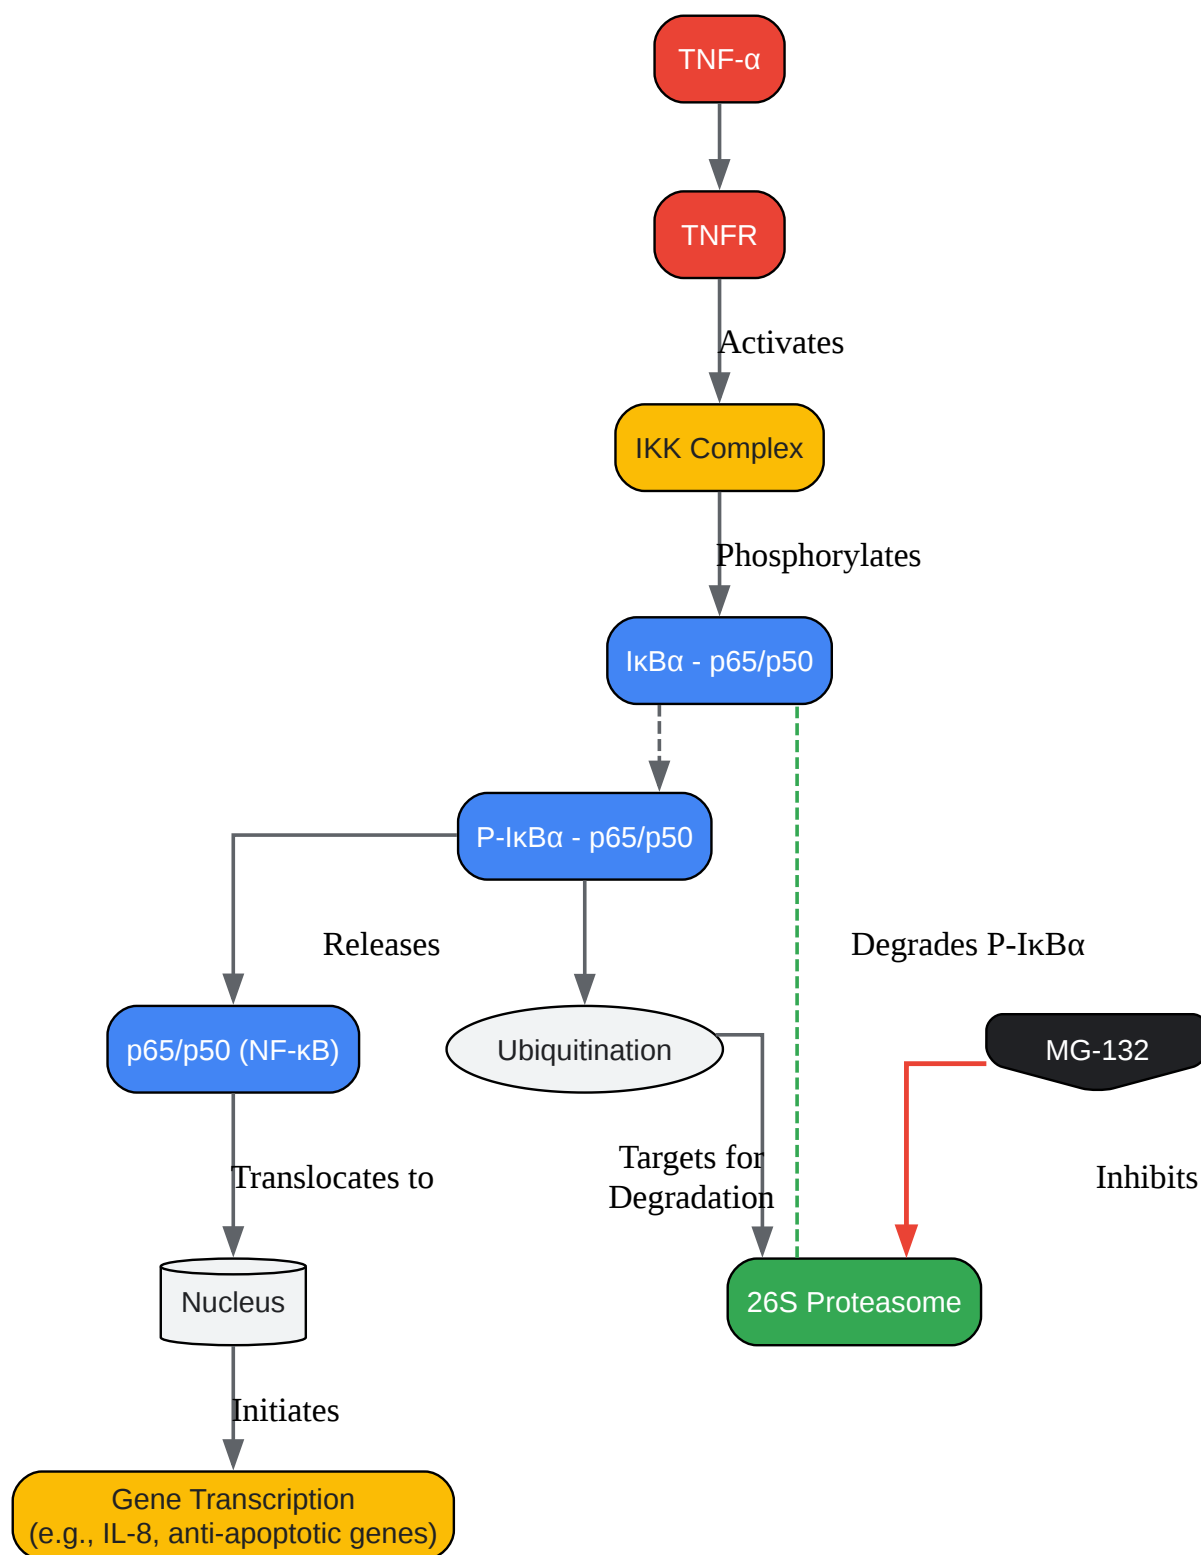 TNF-α
TNFR
Activates
IKK Complex
Phosphorylates
IκBα - p65/p50
P-IκBα - p65/p50
Releases
Degrades P-IκBα
p65/p50 (NF-κB)
Ubiquitination
MG-132
Translocates to
Targets for
Degradation
Inhibits
Nucleus
26S Proteasome
Initiates
Gene Transcription
(e.g., IL-8, anti-apoptotic genes)